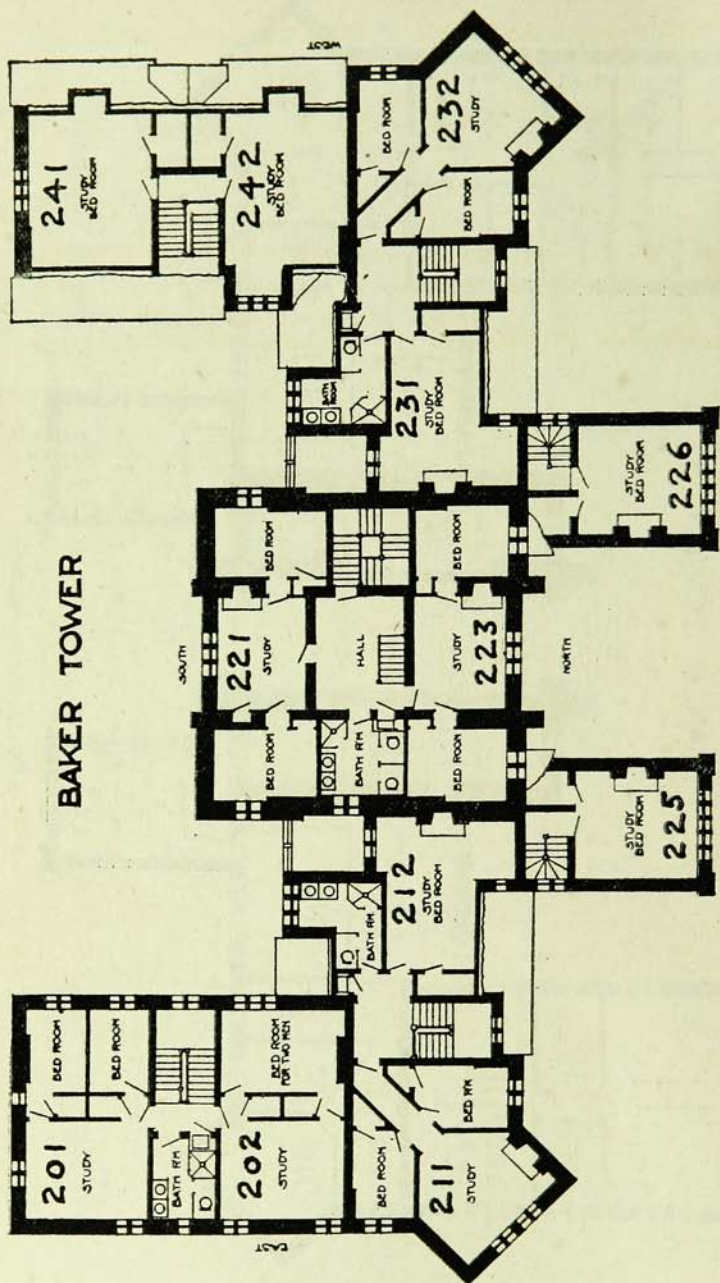 BAKER TOWER
SOUTH
WEST
EAST
NORTH
241
STUDY
BED ROOM
242
STUDY
BED ROOM
BED ROOM
232
STUDY
BED ROOM
BATH
ROOM
231
STUDY
BED ROOM
226
STUDY
BED ROOM
BED ROOM
BED ROOM
221
STUDY
HALL
223
STUDY
BED ROOM
BATH RM
BED ROOM
225
STUDY
BED ROOM
212
STUDY
BED ROOM
BATH RM
BED ROOM
BED ROOM
BED ROOM
FOR TWO MEN
201
STUDY
BATH RM
202
STUDY
BED RM
BED ROOM
211
STUDY